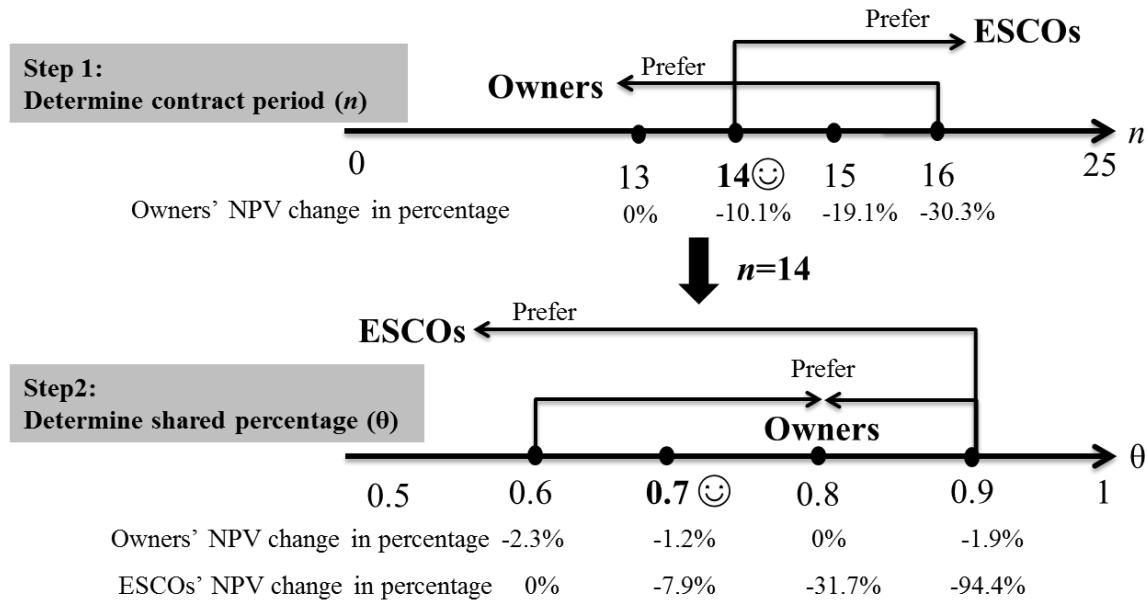 Prefer
ESCOs
Step 1:
Determine contract period (n)
Owners
Prefer
n
0
13
14
15
16
25
Owners’ NPV change in percentage
0%
-10.1%
-19.1%
-30.3%
n=14
ESCOs
Prefer
Step2:
Determine shared percentage (θ)
Prefer
Owners
θ
0.5
0.6
0.7
0.8
0.9
1
Owners’ NPV change in percentage
-2.3%
-1.2%
0%
-1.9%
ESCOs’ NPV change in percentage
0%
-7.9%
-31.7%
-94.4%